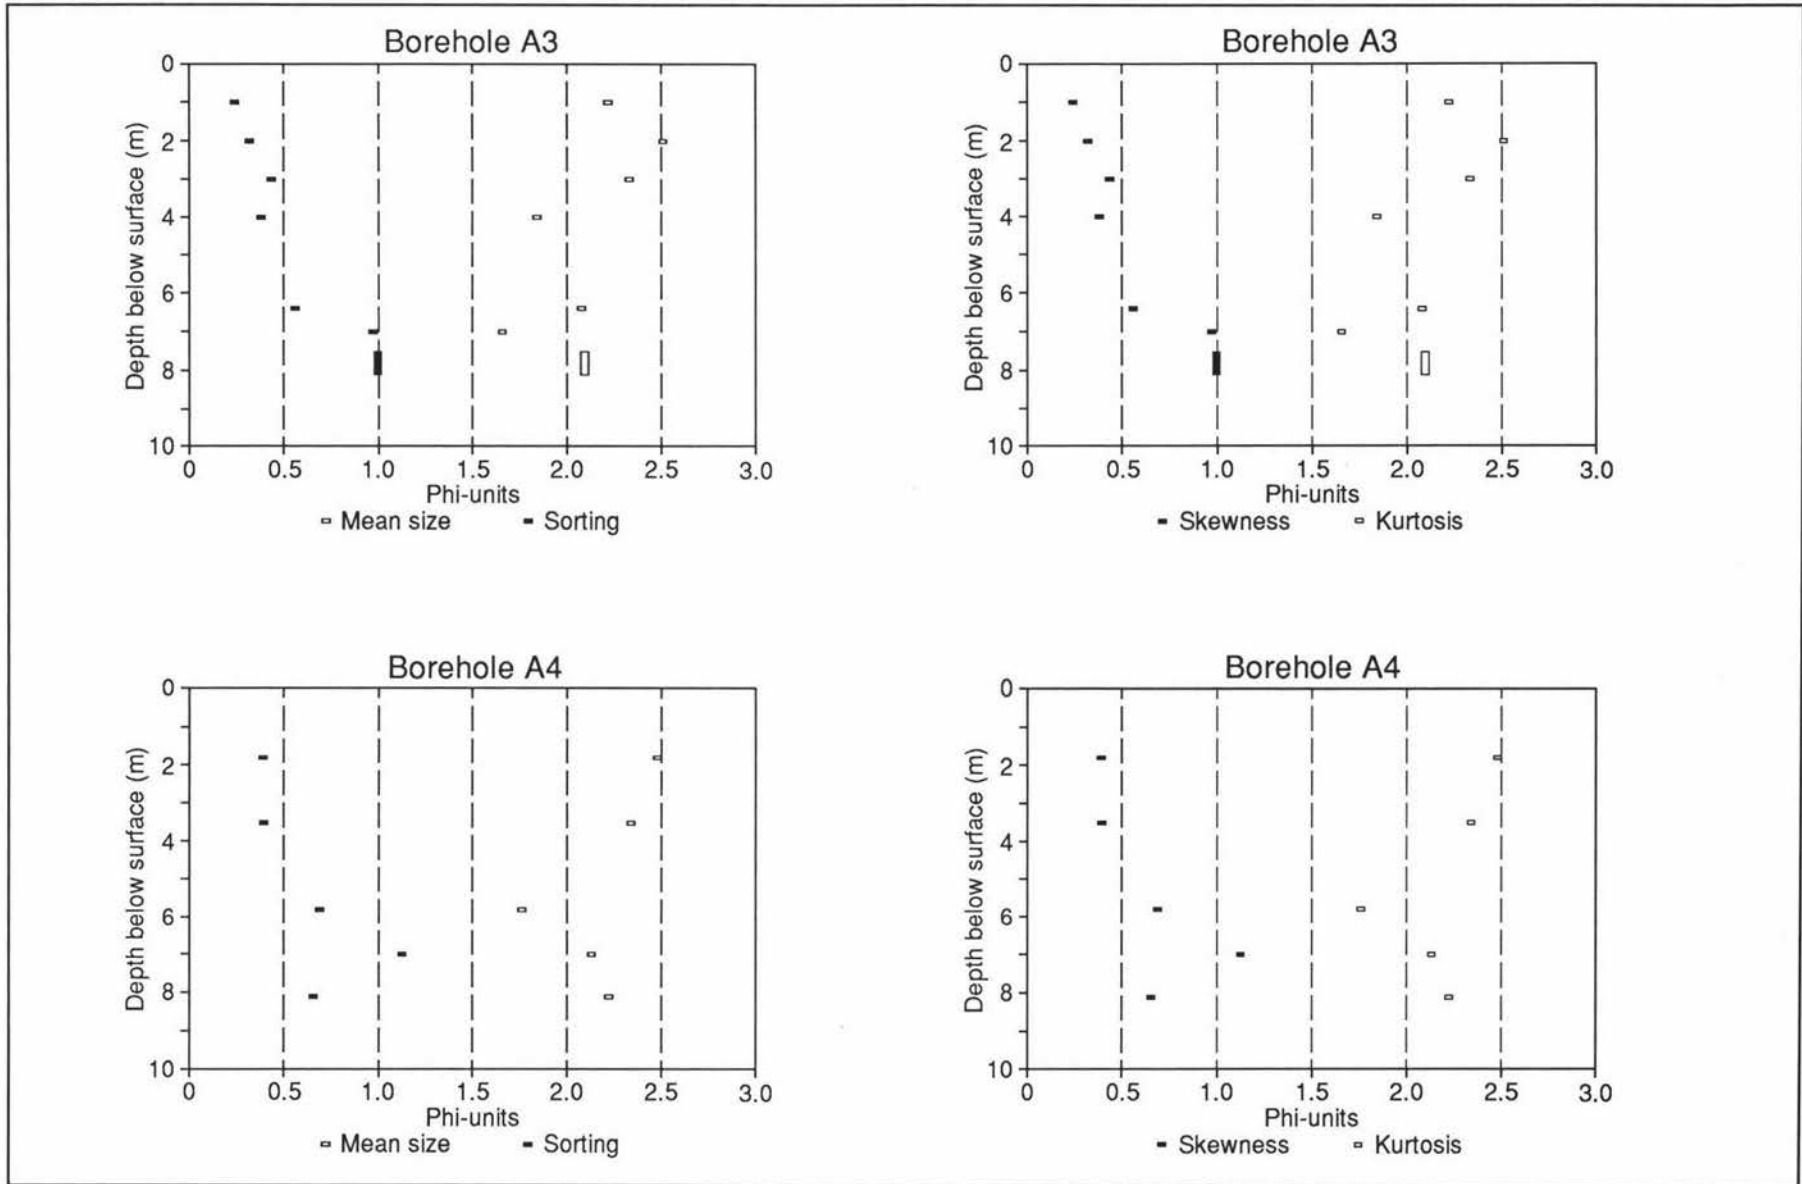 Borehole A3
0
2
4
6
8
10
Depth below surface (m)
0 0.5 1.0 1.5 2.0 2.5 3.0
Phi-units
Mean size Sorting
Borehole A3
0
2
4
6
8
10
Depth below surface (m)
0 0.5 1.0 1.5 2.0 2.5 3.0
Phi-units
Skewness Kurtosis
Borehole A4
0
2
4
6
8
10
Depth below surface (m)
0 0.5 1.0 1.5 2.0 2.5 3.0
Phi-units
Mean size Sorting
Borehole A4
0
2
4
6
8
10
Depth below surface (m)
0 0.5 1.0 1.5 2.0 2.5 3.0
Phi-units
Skewness Kurtosis